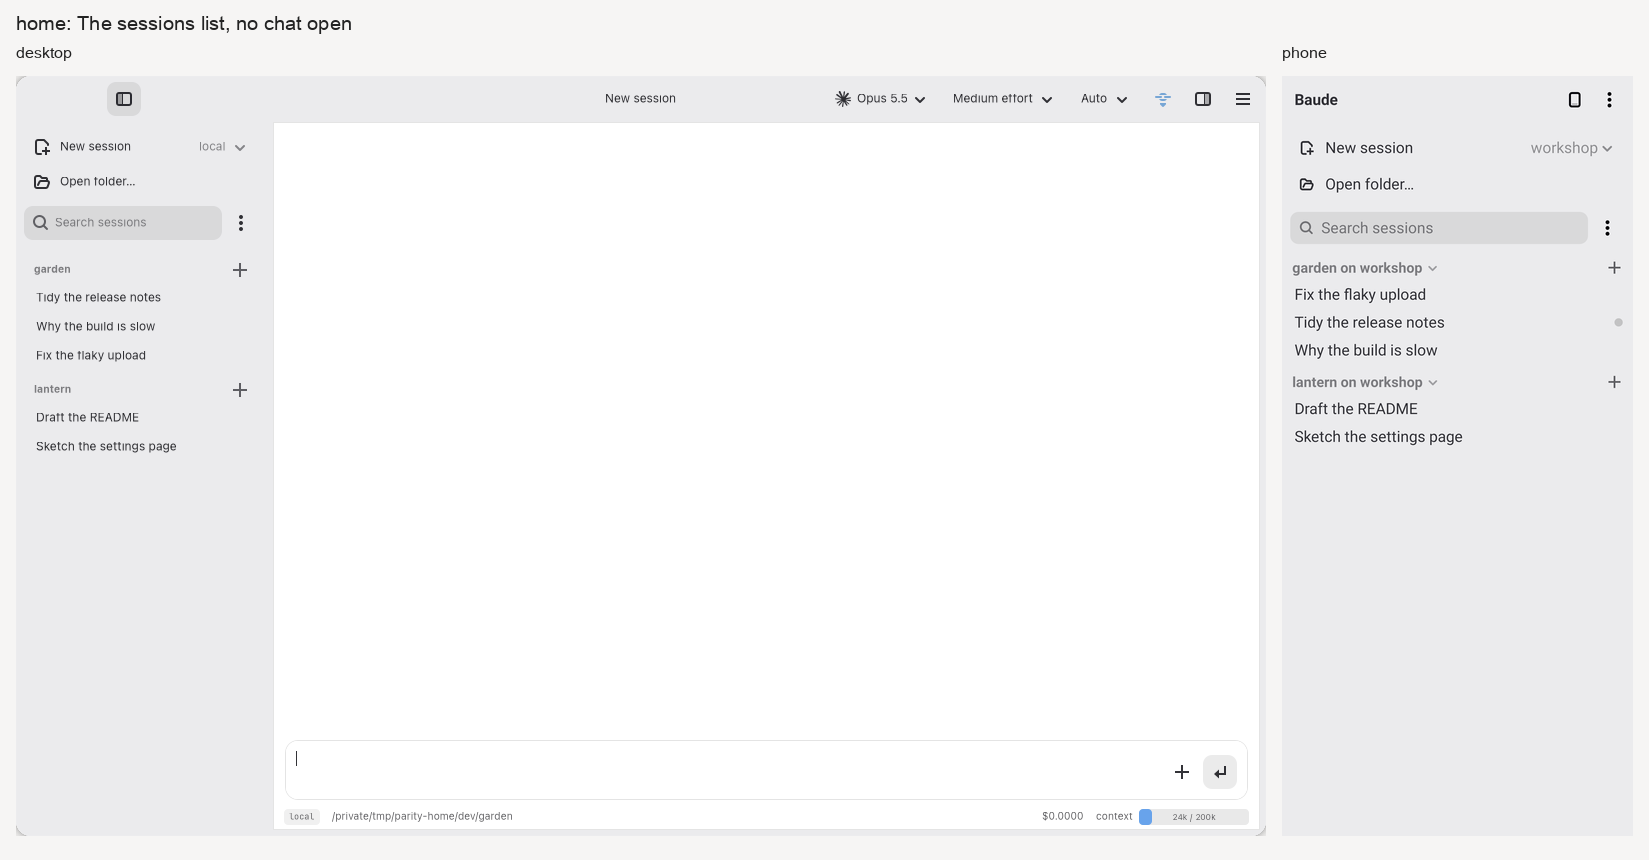 home: The sessions list, no chat open
desktop
New session
Opus 5.5
Medium effort
Auto
New session
local
Open folder...
Search sessions
garden
Tidy the release notes
Why the build is slow
Fix the flaky upload
lantern
Draft the README
Sketch the settings page
local
/private/tmp/parity-home/dev/garden
$0.0000
context
24k / 200k
phone
Baude
New session
workshop
Open folder...
Search sessions
garden on workshop
Fix the flaky upload
Tidy the release notes
Why the build is slow
lantern on workshop
Draft the README
Sketch the settings page